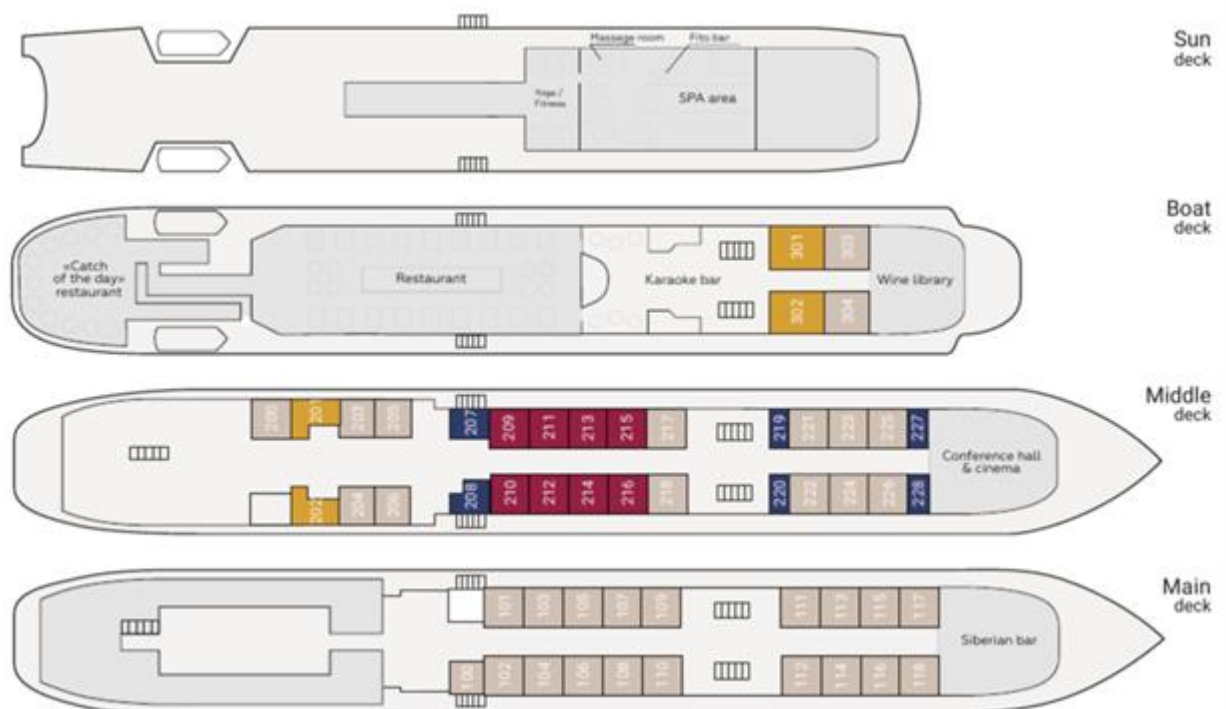 Sun
deck
Massage room
Fito bar
Yoga /
Fitness
SPA area
Boat
deck
«Catch
of the day»
restaurant
Restaurant
Karaoke bar
301
303
302
304
Wine library
Middle
deck
200
201
203
205
207
209
211
213
215
217
219
221
223
225
227
202
204
206
208
210
212
214
216
218
220
222
224
226
228
Conference hall
& cinema
Main
deck
101
103
105
107
109
111
113
115
117
100
102
104
106
108
110
112
114
116
118
Siberian bar